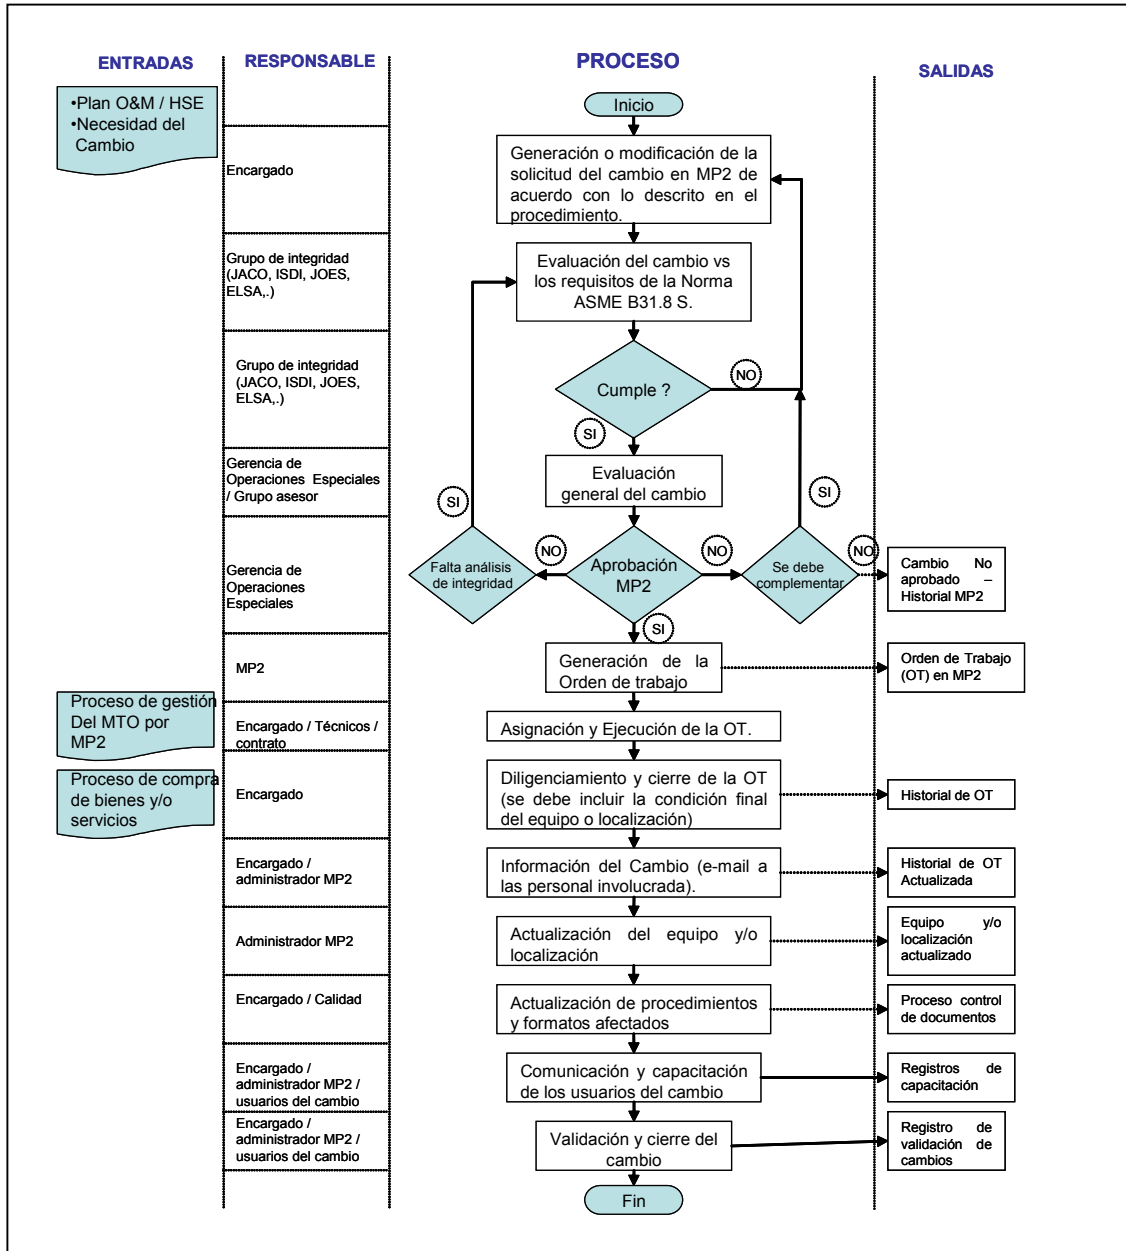 ENTRADAS
RESPONSABLE
PROCESO
SALIDAS
•Plan O&M / HSE
•Necesidad del
Cambio
Inicio
Encargado
Generación o modificación de la
solicitud del cambio en MP2 de
acuerdo con lo descrito en el
procedimiento.
Grupo de integridad
(JACO, ISDI, JOES,
ELSA,.)
Evaluación del cambio vs
los requisitos de la Norma
ASME B31.8 S.
Grupo de integridad
(JACO, ISDI, JOES,
ELSA,.)
Cumple ?
NO
SI
Gerencia de
Operaciones Especiales
/ Grupo asesor
Evaluación
general del cambio
SI
SI
Gerencia de
Operaciones
Especiales
Falta análisis
de integridad
NO
Aprobación
MP2
NO
Se debe
complementar
NO
Cambio No
aprobado –
Historial MP2
SI
MP2
Generación de la
Orden de trabajo
Orden de Trabajo
(OT) en MP2
Proceso de gestión
Del MTO por
MP2
Encargado / Técnicos /
contrato
Asignación y Ejecución de la OT.
Proceso de compra
de bienes y/o
servicios
Encargado
Diligenciamiento y cierre de la OT
(se debe incluir la condición final
del equipo o localización)
Historial de OT
Encargado /
administrador MP2
Información del Cambio (e-mail a
las personal involucrada).
Historial de OT
Actualizada
Administrador MP2
Actualización del equipo y/o
localización
Equipo y/o
localización
actualizado
Encargado / Calidad
Actualización de procedimientos
y formatos afectados
Proceso control
de documentos
Encargado /
administrador MP2 /
usuarios del cambio
Comunicación y capacitación
de los usuarios del cambio
Registros de
capacitación
Encargado /
administrador MP2 /
usuarios del cambio
Validación y cierre del
cambio
Registro de
validación de
cambios
Fin